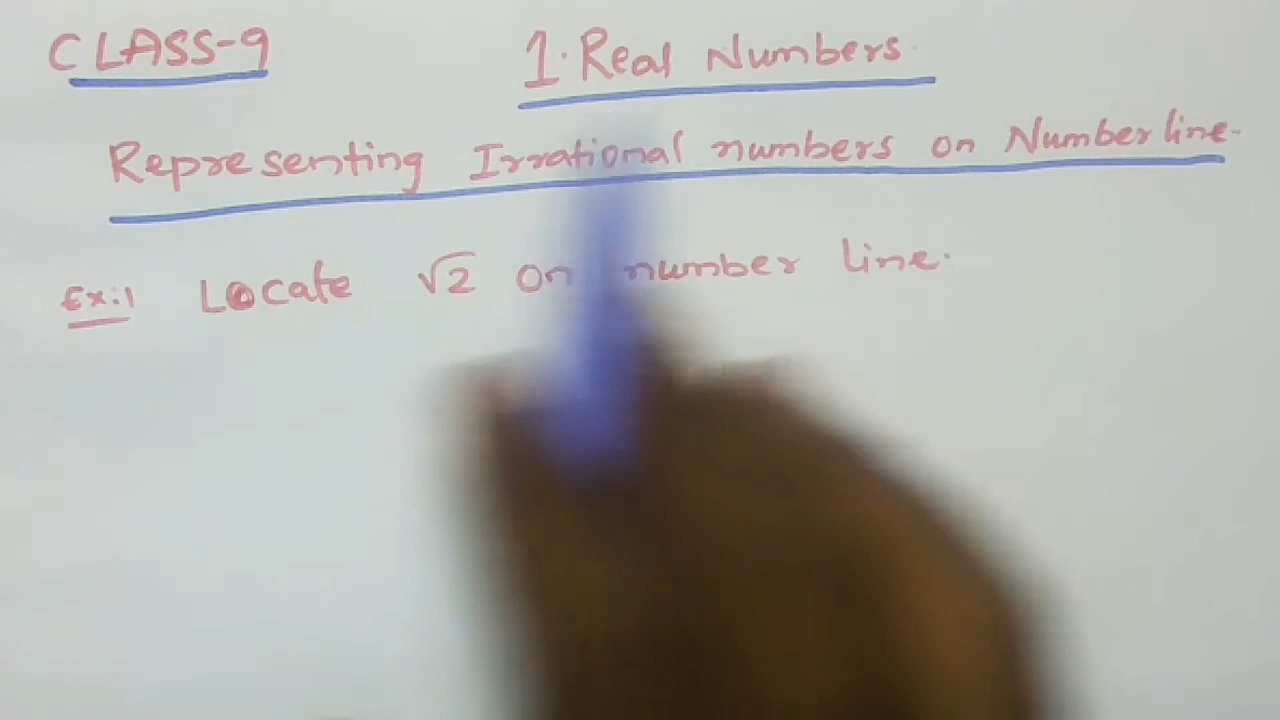 CLASS-9
1. Real Numbers.
Representing Irrational numbers on Number line.
Ex:1 Locate √2 on number line.